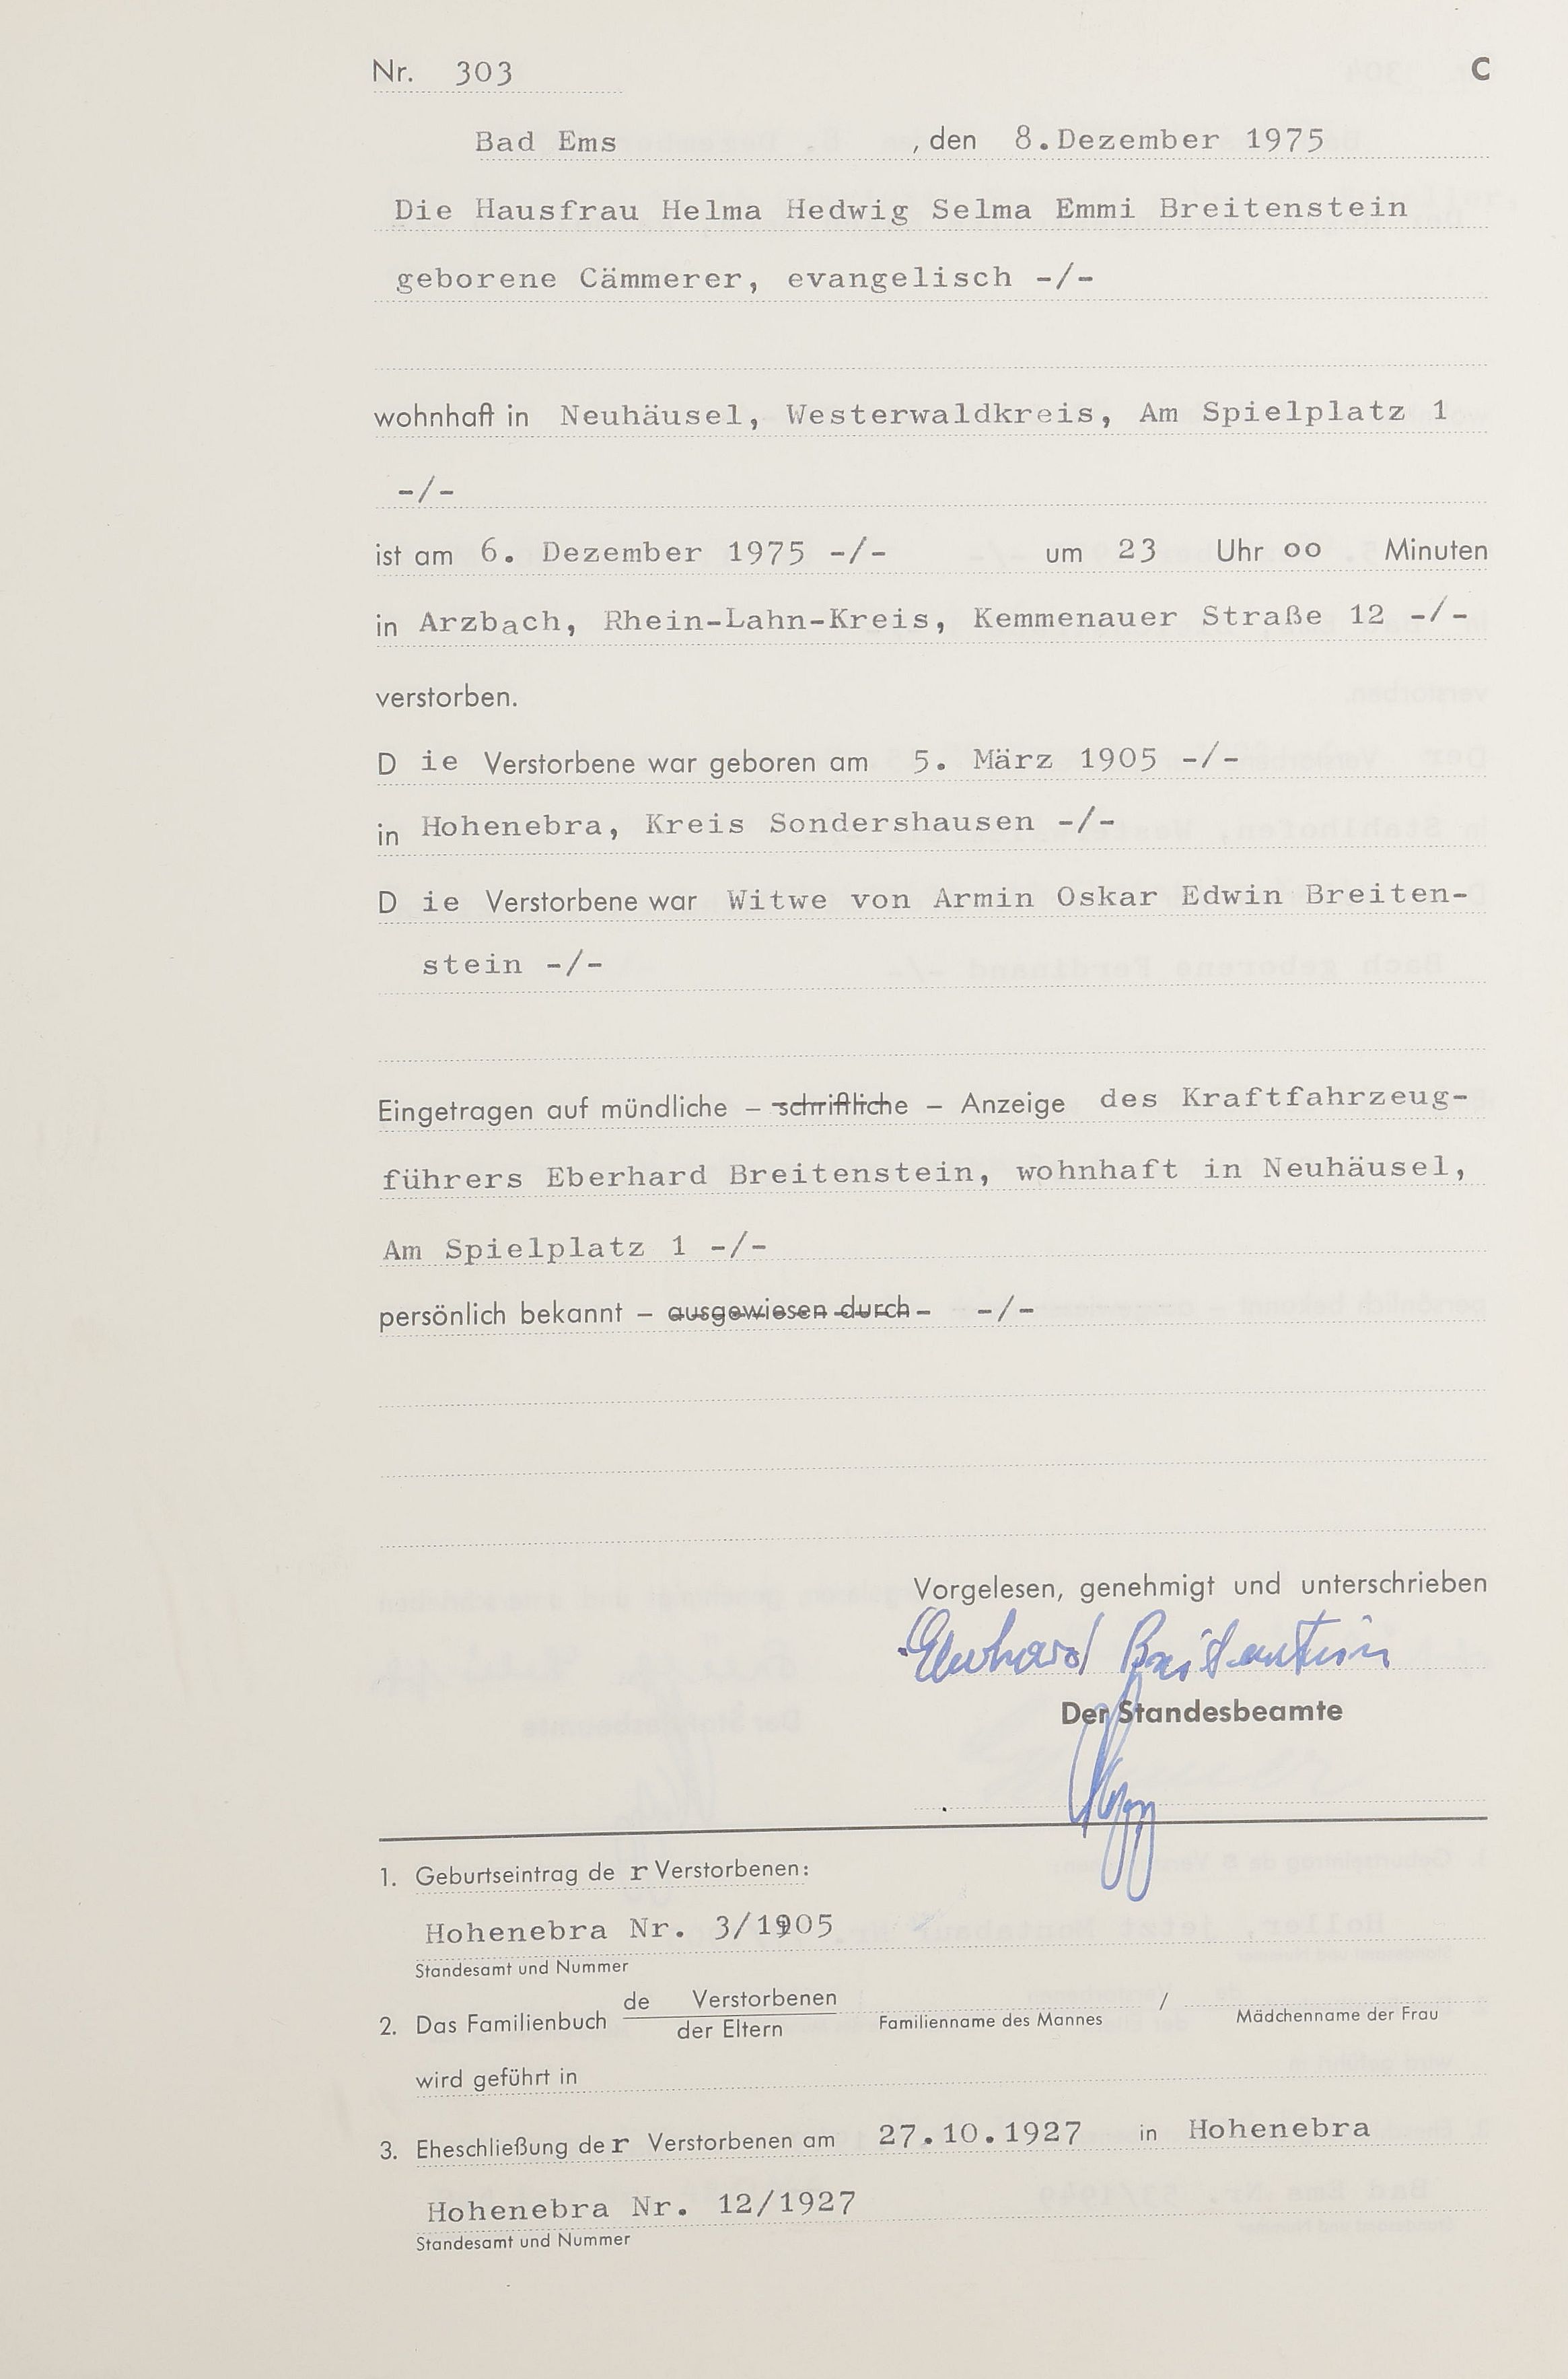 Nr. 303 C
Bad Ems , den 8.Dezember 1975
Die Hausfrau Helma Hedwig Selma Emmi Breitenstein
geborene Cämmerer, evangelisch -/-
wohnhaft in Neuhäusel, Westerwaldkreis, Am Spielplatz 1
-/-
ist am 6. Dezember 1975 -/- um 23 Uhr oo Minuten
in Arzbach, Rhein-Lahn-Kreis, Kemmenauer Straße 12 -/-
verstorben.
D ie Verstorbene war geboren am 5. März 1905 -/-
in Hohenebra, Kreis Sondershausen -/-
D ie Verstorbene war Witwe von Armin Oskar Edwin Breiten-
stein -/-
Eingetragen auf mündliche – schriftliche – Anzeige des Kraftfahrzeug-
führers Eberhard Breitenstein, wohnhaft in Neuhäusel,
Am Spielplatz 1 -/-
persönlich bekannt – ausgewiesen durch - -/-
Vorgelesen, genehmigt und unterschrieben
Eberhard Breitenstein
Der Standesbeamte
1. Geburtseintrag de r Verstorbenen:
Hohenebra Nr. 3/1905
Standesamt und Nummer
de Verstorbenen /
2. Das Familienbuch der Eltern Familienname des Mannes Mädchenname der Frau
wird geführt in
3. Eheschließung der Verstorbenen am 27.10.1927 in Hohenebra
Hohenebra Nr. 12/1927
Standesamt und Nummer